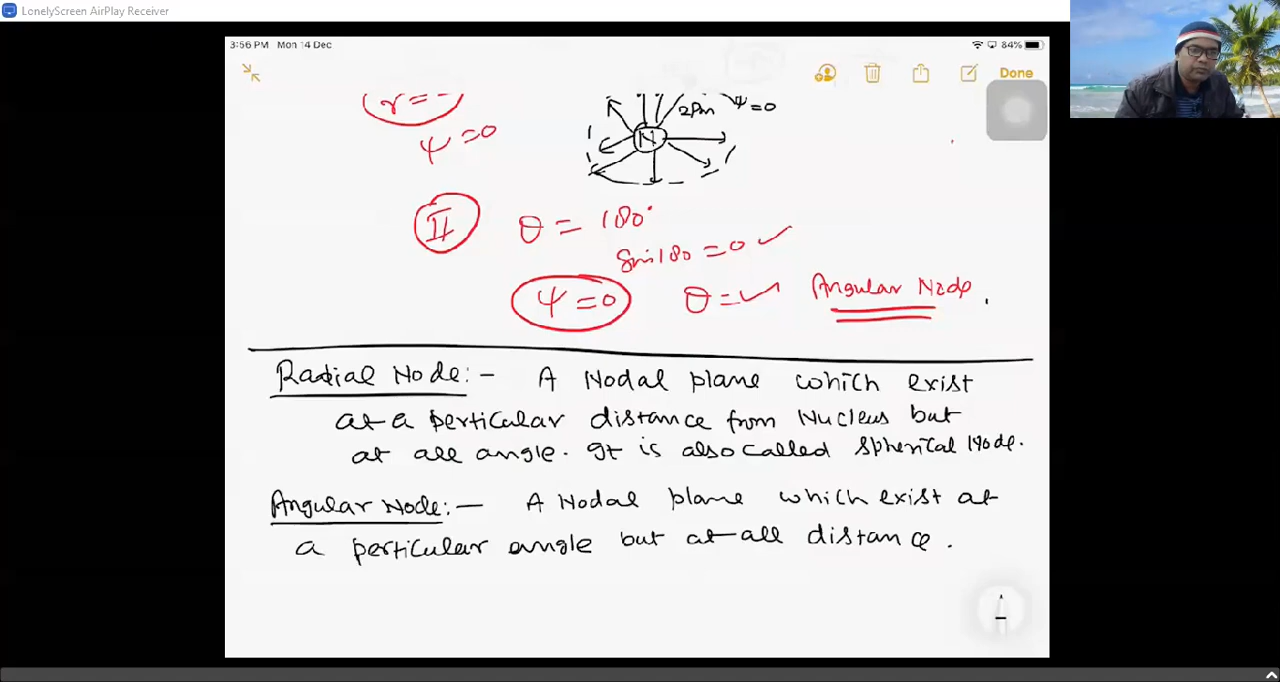 LonelyScreen AirPlay Receiver
3:56 PM Mon 14 Dec
84%
Done
r=
ψ=0
2Pm ψ=0
N
II θ = 180°
Sin180 = 0 ✓
ψ=0 θ=✓ Angular Node.
Radial Node:- A Nodal plane which exist
at a perticular distance from Nucleus but
at all angle. It is also called Spherical Node.
Angular Node:- A Nodal plane which exist at
a perticular angle but at all distance.